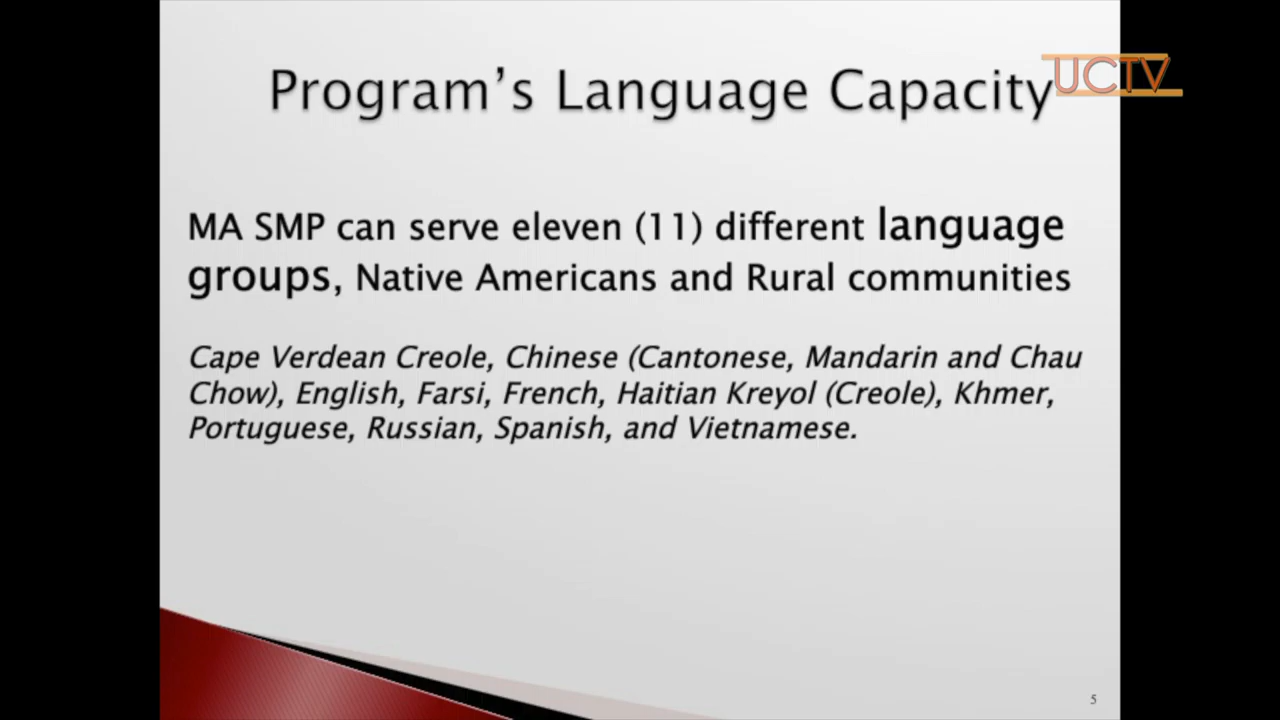 Program's Language Capacity
UCTV
MA SMP can serve eleven (11) different language
groups, Native Americans and Rural communities
Cape Verdean Creole, Chinese (Cantonese, Mandarin and Chau
Chow), English, Farsi, French, Haitian Kreyol (Creole), Khmer,
Portuguese, Russian, Spanish, and Vietnamese.
5